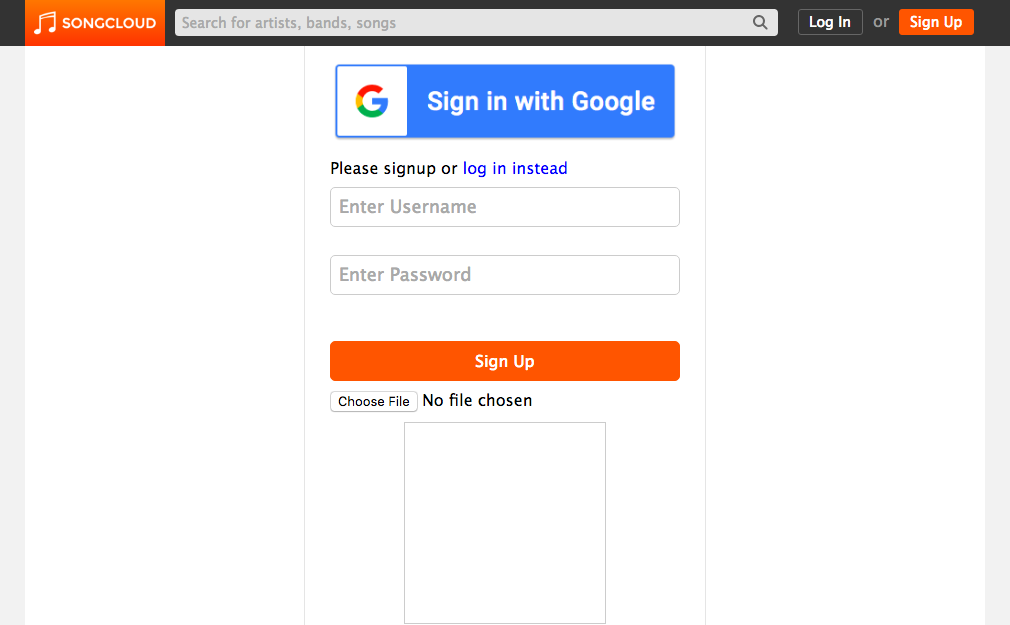 SONGCLOUD Search for artists, bands, songs Log In or Sign Up
Sign in with Google
Please signup or log in instead
Enter Username
Enter Password
Sign Up
Choose File No file chosen